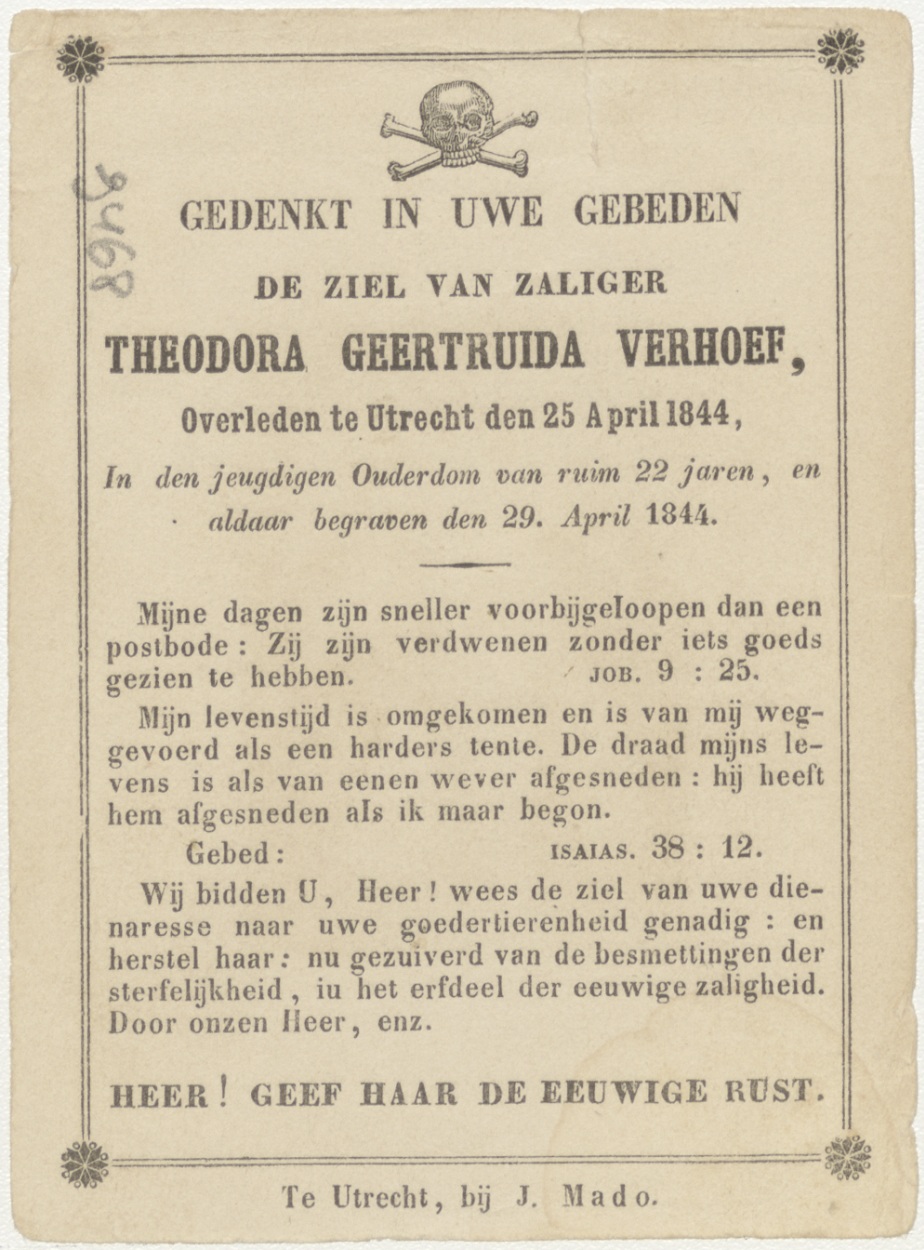 GEDENKT IN UWE GEBEDEN
DE ZIEL VAN ZALIGER
THEODORA GEERTRUIDA VERHOEF,
Overleden te Utrecht den 25 April 1844,
In den jeugdigen Ouderdom van ruim 22 jaren, en
aldaar begraven den 29. April 1844.
Mijne dagen zijn sneller voorbijgeloopen dan een
postbode: Zij zijn verdwenen zonder iets goeds
gezien te hebben. JOB. 9 : 25.
Mijn levenstijd is omgekomen en is van mij weg-
gevoerd als een harders tente. De draad mijns le-
vens is als van eenen wever afgesneden: hij heeft
hem afgesneden als ik maar begon.
Gebed: ISAIAS. 38 : 12.
Wij bidden U, Heer! wees de ziel van uwe die-
naresse naar uwe goedertierenheid genadig : en
herstel haar: nu gezuiverd van de besmettingen der
sterfelijkheid, iu het erfdeel der eeuwige zaligheid.
Door onzen Heer, enz.
HEER! GEEF HAAR DE EEUWIGE RUST.
Te Utrecht, bij J. Mado.
3468